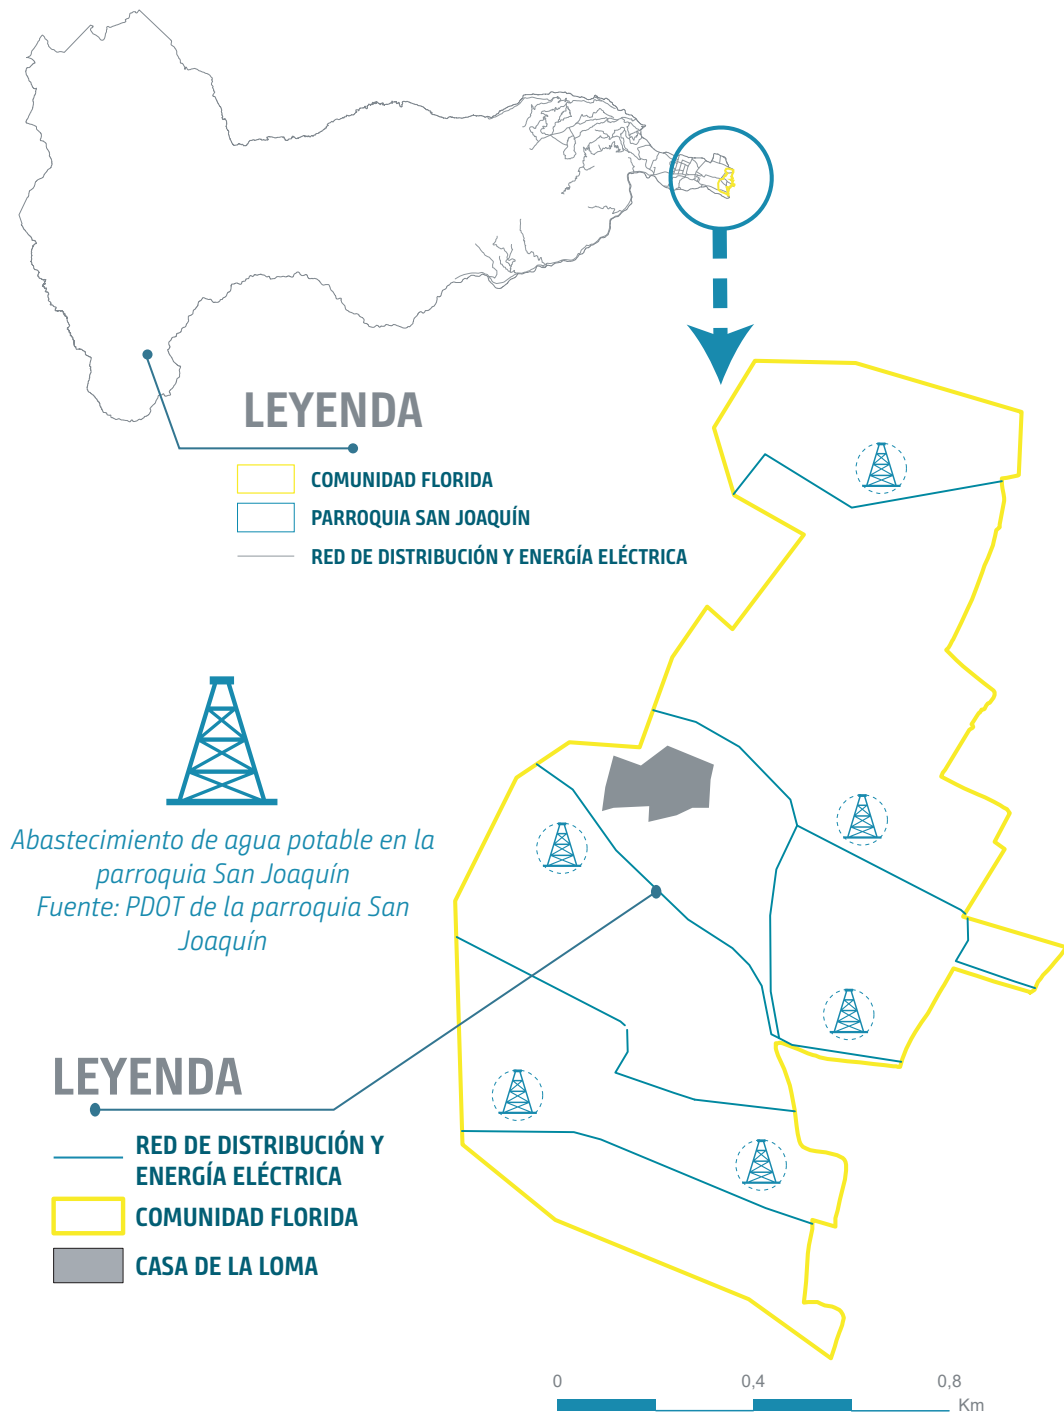 LEYENDA
COMUNIDAD FLORIDA
PARROQUIA SAN JOAQUÍN
RED DE DISTRIBUCIÓN Y ENERGÍA ELÉCTRICA
Abastecimiento de agua potable en la
parroquia San Joaquín
Fuente: PDOT de la parroquia San
Joaquín
LEYENDA
RED DE DISTRIBUCIÓN Y
ENERGÍA ELÉCTRICA
COMUNIDAD FLORIDA
CASA DE LA LOMA
0 0,4 0,8
Km